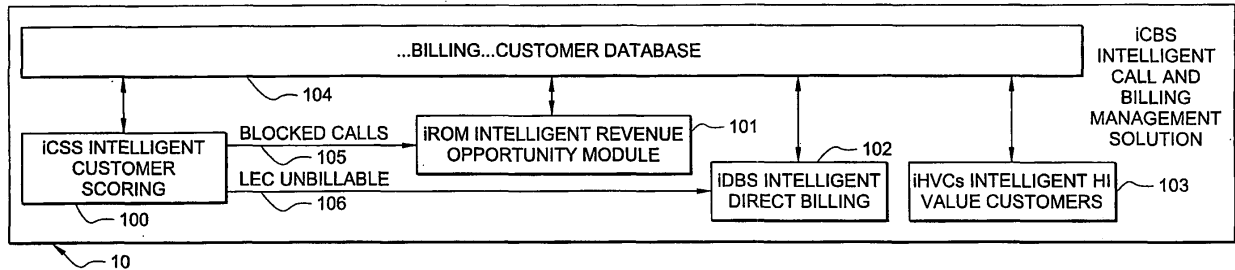 ...BILLING...CUSTOMER DATABASE
iCBS
INTELLIGENT
CALL AND
BILLING
MANAGEMENT
SOLUTION
104
iCSS INTELLIGENT
CUSTOMER
SCORING
100
BLOCKED CALLS
105
LEC UNBILLABLE
106
iROM INTELLIGENT REVENUE
OPPORTUNITY MODULE
101
102
iDBS INTELLIGENT
DIRECT BILLING
iHVCs INTELLIGENT HI
VALUE CUSTOMERS
103
10